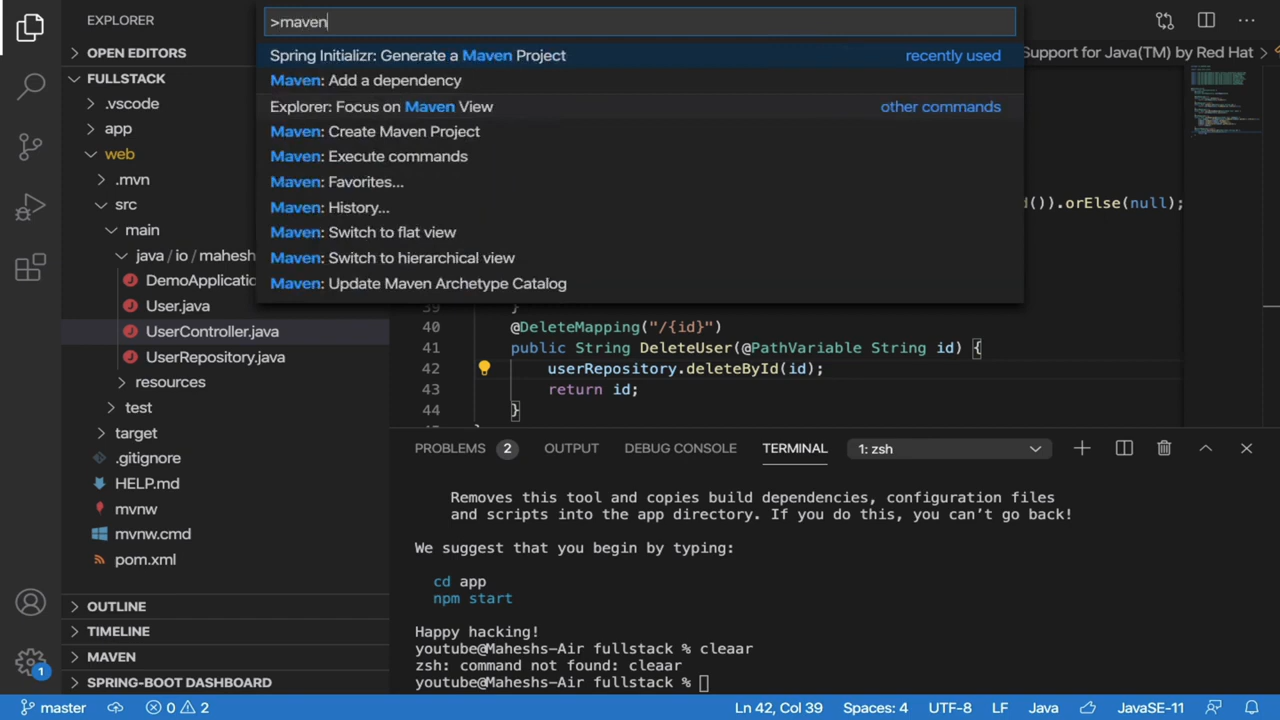 EXPLORER
>maven
Support for Java(TM) by Red Hat
OPEN EDITORS
Spring Initializr: Generate a Maven Project
recently used
FULLSTACK
Maven: Add a dependency
.vscode
Explorer: Focus on Maven View
other commands
app
Maven: Create Maven Project
web
Maven: Execute commands
.mvn
Maven: Favorites...
src
Maven: History...
d()).orElse(null);
main
Maven: Switch to flat view
java / io / mahesh
Maven: Switch to hierarchical view
DemoApplicatio
Maven: Update Maven Archetype Catalog
User.java
39 }
UserController.java
40 @DeleteMapping("/{id}")
UserRepository.java
41 public String DeleteUser(@PathVariable String id) {
resources
42 userRepository.deleteById(id);
test
43 return id;
44 }
target
.gitignore
HELP.md
mvnw
mvnw.cmd
pom.xml
PROBLEMS 2 OUTPUT DEBUG CONSOLE TERMINAL 1: zsh
Removes this tool and copies build dependencies, configuration files
and scripts into the app directory. If you do this, you can’t go back!
We suggest that you begin by typing:
cd app
npm start
Happy hacking!
youtube@Maheshs-Air fullstack % cleaar
zsh: command not found: cleaar
youtube@Maheshs-Air fullstack %
OUTLINE
TIMELINE
MAVEN
SPRING-BOOT DASHBOARD
1
master 0 2 Ln 42, Col 39 Spaces: 4 UTF-8 LF Java JavaSE-11